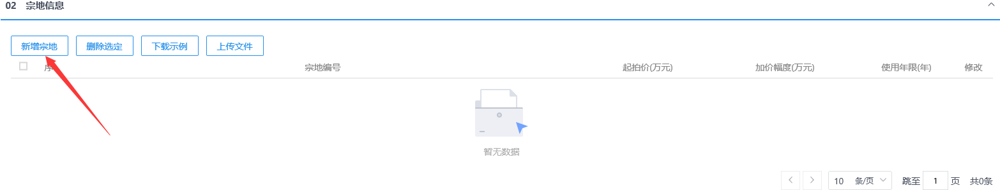 02 宗地信息
新增宗地 删除选定 下载示例 上传文件
宗地编号 起拍价(万元) 加价幅度(万元) 使用年限(年) 修改
暂无数据
10 条/页 跳至 1 页 共0条